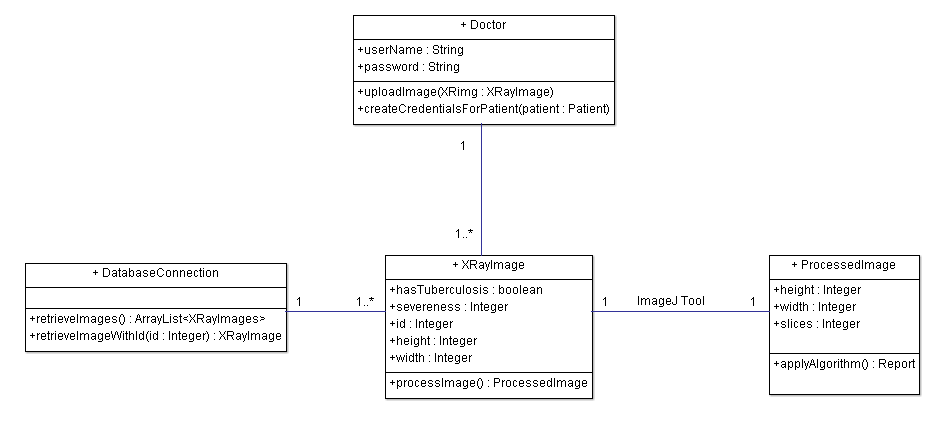 + Doctor
+userName : String
+password : String
+uploadImage(XRimg : XRayImage)
+createCredentialsForPatient(patient : Patient)
1
1..*
+ DatabaseConnection
+retrieveImages() : ArrayList<XRayImages>
+retrieveImageWithId(id : Integer) : XRayImage
1
1..*
+ XRayImage
+hasTuberculosis : boolean
+severeness : Integer
+id : Integer
+height : Integer
+width : Integer
+processImage() : ProcessedImage
1
ImageJ Tool
1
+ ProcessedImage
+height : Integer
+width : Integer
+slices : Integer
+applyAlgorithm() : Report